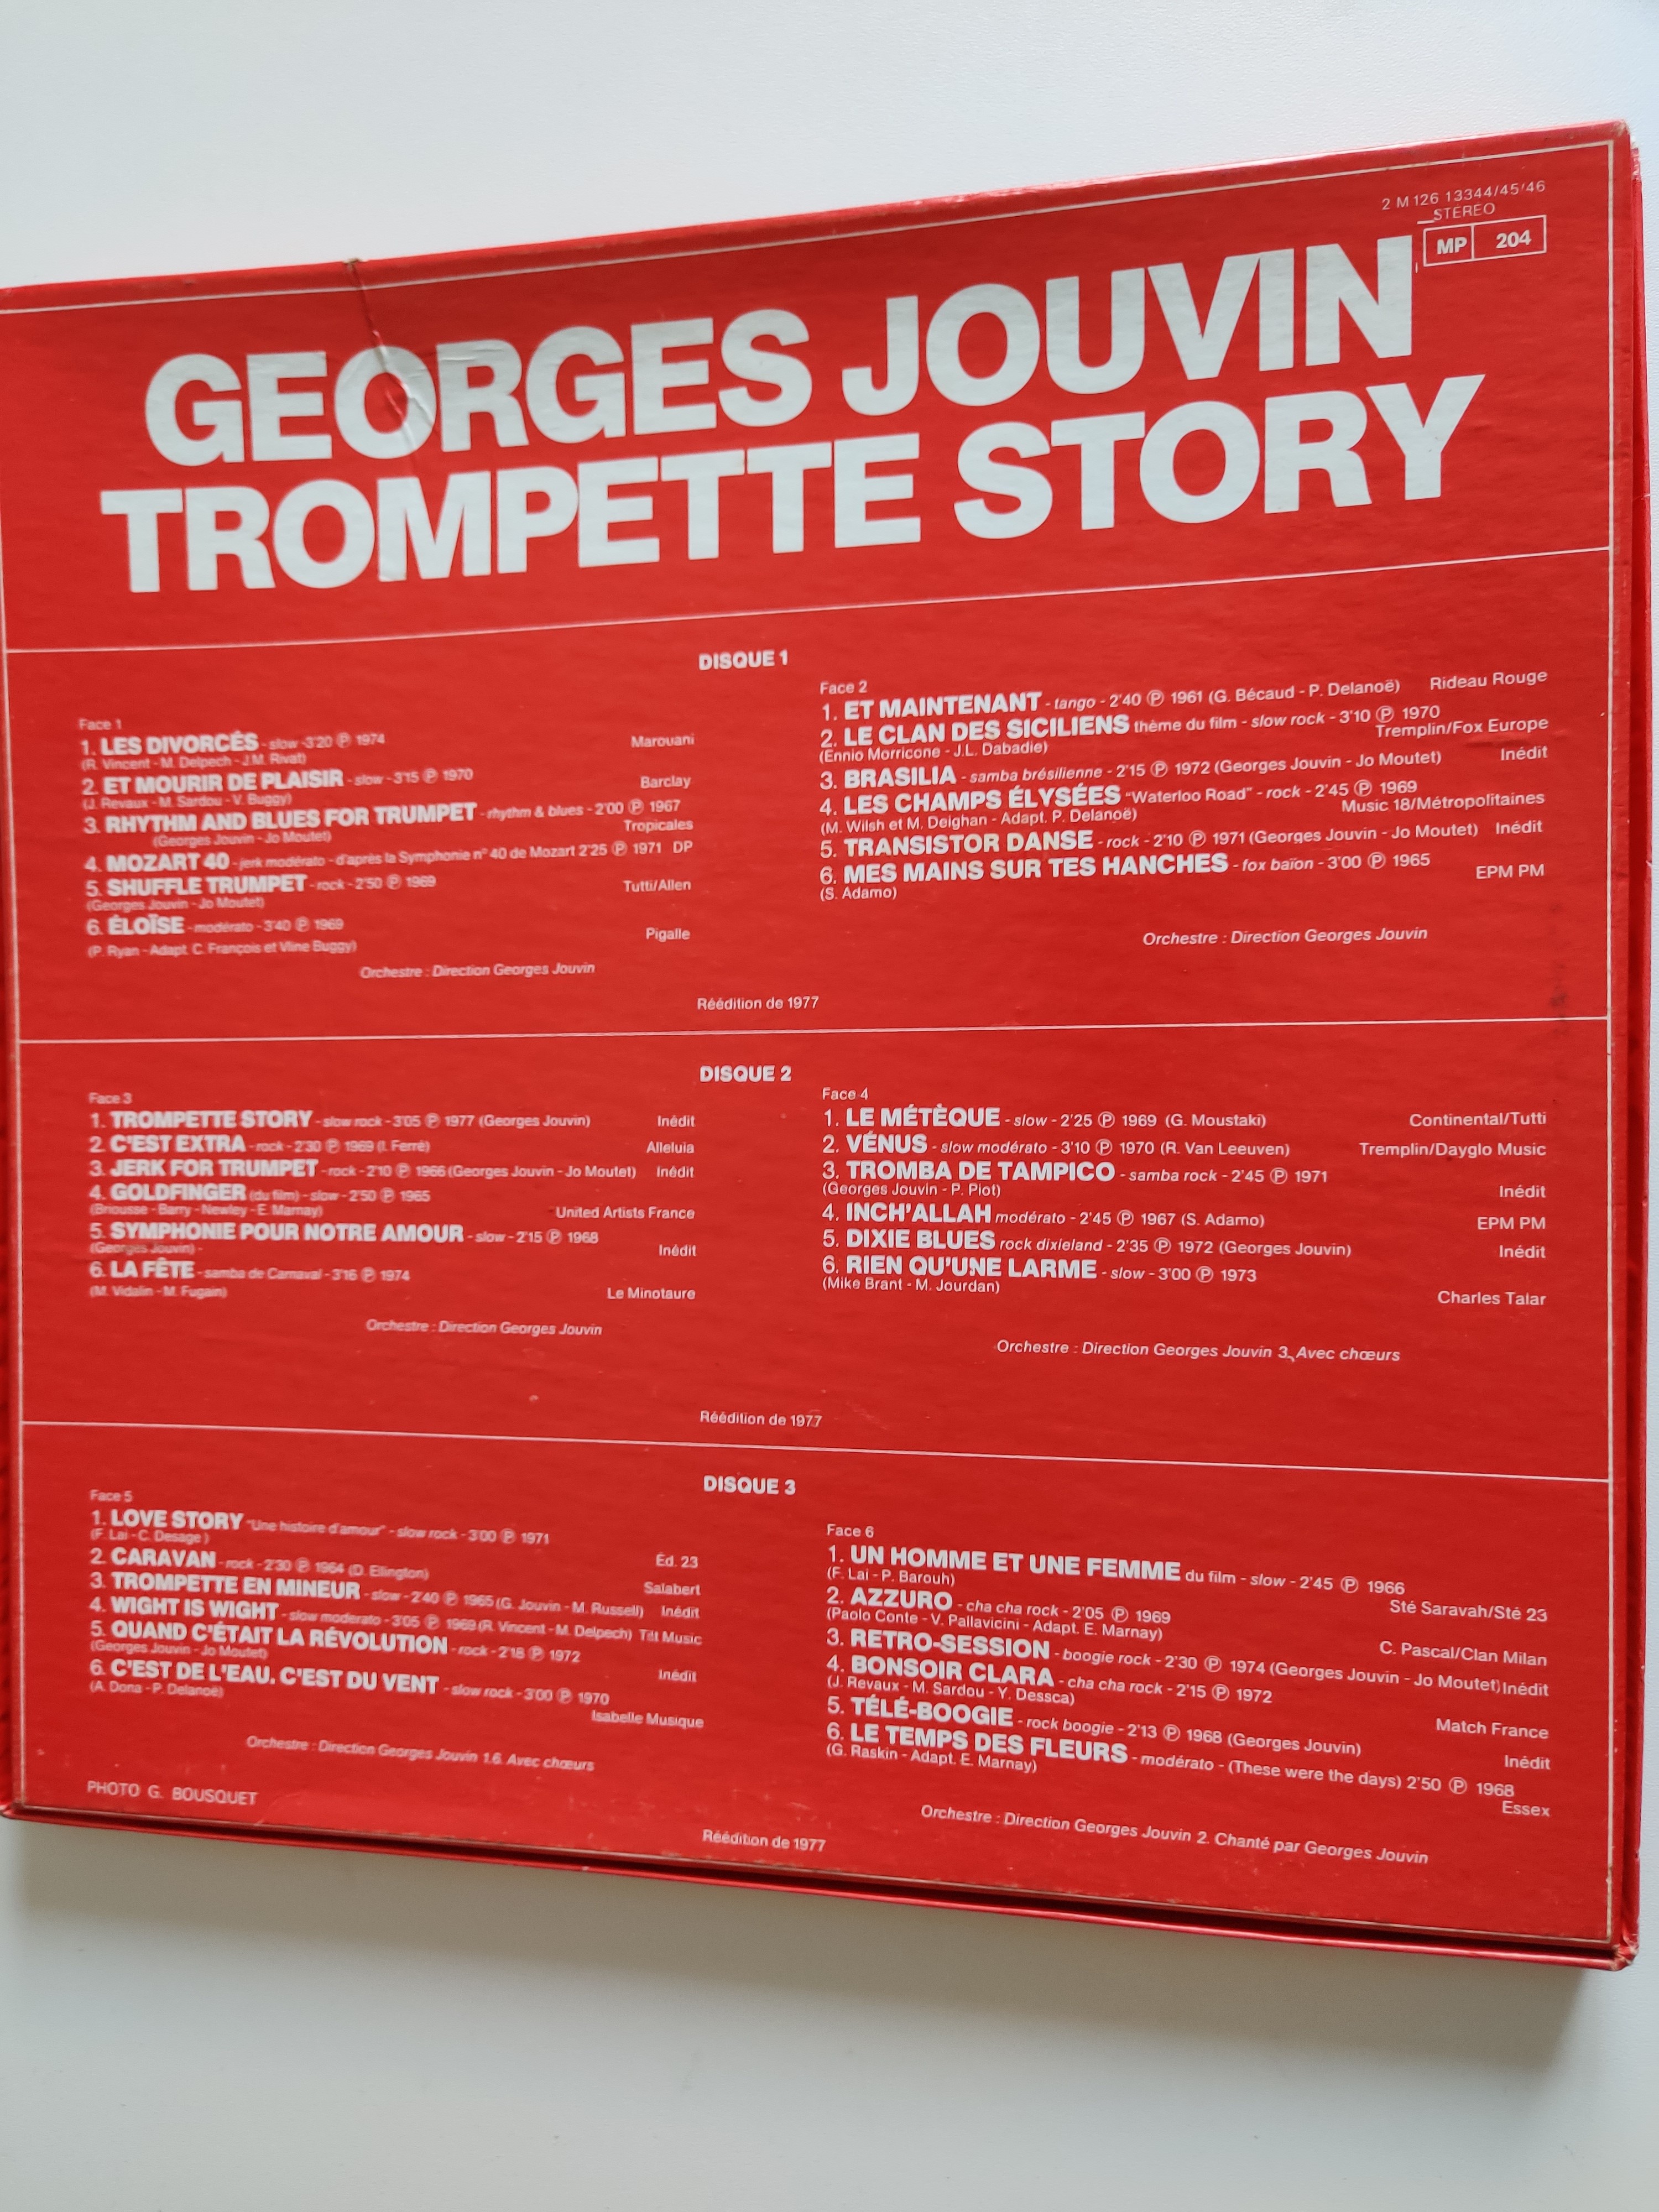 2 M 126 13344/45/46
STÉRÉO
MP 204
GEORGES JOUVIN
TROMPETTE STORY
DISQUE 1
Face 1
1. LES DIVORCÉS - slow - 3'20 Ⓟ 1974 Marouani
(R. Vincent - M. Delpech - J.M. Rivat)
2. ET MOURIR DE PLAISIR - slow - 3'15 Ⓟ 1970 Barclay
(J. Revaux - M. Sardou - V. Buggy)
3. RHYTHM AND BLUES FOR TRUMPET - rhythm & blues - 2'00 Ⓟ 1967
(Georges Jouvin - Jo Moutet) Tropicales
4. MOZART 40 - jerk modérato - d'après la Symphonie n° 40 de Mozart 2'25 Ⓟ 1971 DP
5. SHUFFLE TRUMPET - rock - 2'50 Ⓟ 1969 Tutti/Allen
(Georges Jouvin - Jo Moutet)
6. ÉLOÏSE - modérato - 3'40 Ⓟ 1969 Pigalle
(P. Ryan - Adapt. C. François et Vline Buggy)
Orchestre : Direction Georges Jouvin
Face 2
1. ET MAINTENANT - tango - 2'40 Ⓟ 1961 (G. Bécaud - P. Delanoë) Rideau Rouge
2. LE CLAN DES SICILIENS thème du film - slow rock - 3'10 Ⓟ 1970
(Ennio Morricone - J.L. Dabadie) Tremplin/Fox Europe
3. BRASILIA - samba brésilienne - 2'15 Ⓟ 1972 (Georges Jouvin - Jo Moutet) Inédit
4. LES CHAMPS ÉLYSÉES "Waterloo Road" - rock - 2'45 Ⓟ 1969
(M. Wilsh et M. Deighan - Adapt. P. Delanoë) Music 18/Métropolitaines
5. TRANSISTOR DANSE - rock - 2'10 Ⓟ 1971 (Georges Jouvin - Jo Moutet) Inédit
6. MES MAINS SUR TES HANCHES - fox baïon - 3'00 Ⓟ 1965 EPM PM
(S. Adamo)
Orchestre : Direction Georges Jouvin
Réédition de 1977
DISQUE 2
Face 3
1. TROMPETTE STORY - slow rock - 3'05 Ⓟ 1977 (Georges Jouvin) Inédit
2. C'EST EXTRA - rock - 2'30 Ⓟ 1969 (l. Ferré) Alleluia
3. JERK FOR TRUMPET - rock - 2'10 Ⓟ 1966 (Georges Jouvin - Jo Moutet) Inédit
4. GOLDFINGER (du film) - slow - 2'50 Ⓟ 1965
(Briousse - Barry - Newley - E. Marnay) United Artists France
5. SYMPHONIE POUR NOTRE AMOUR - slow - 2'15 Ⓟ 1968
(Georges Jouvin) - Inédit
6. LA FÊTE - samba de Carnaval - 3'16 Ⓟ 1974
(M. Vidalin - M. Fugain) Le Minotaure
Orchestre : Direction Georges Jouvin
Face 4
1. LE MÉTÈQUE - slow - 2'25 Ⓟ 1969 (G. Moustaki) Continental/Tutti
2. VÉNUS - slow modérato - 3'10 Ⓟ 1970 (R. Van Leeuven) Tremplin/Dayglo Music
3. TROMBA DE TAMPICO - samba rock - 2'45 Ⓟ 1971
(Georges Jouvin - P. Piot) Inédit
4. INCH'ALLAH modérato - 2'45 Ⓟ 1967 (S. Adamo) EPM PM
5. DIXIE BLUES rock dixieland - 2'35 Ⓟ 1972 (Georges Jouvin) Inédit
6. RIEN QU'UNE LARME - slow - 3'00 Ⓟ 1973
(Mike Brant - M. Jourdan) Charles Talar
Orchestre : Direction Georges Jouvin 3. Avec chœurs
Réédition de 1977
DISQUE 3
Face 5
1. LOVE STORY "Une histoire d'amour" - slow rock - 3'00 Ⓟ 1971
(F. Lai - C. Desage ) Éd. 23
2. CARAVAN - rock - 2'30 Ⓟ 1964 (D. Ellington) Salabert
3. TROMPETTE EN MINEUR - slow - 2'40 Ⓟ 1965 (G. Jouvin - M. Russell) Inédit
4. WIGHT IS WIGHT - slow moderato - 3'05 Ⓟ 1969 (R. Vincent - M. Delpech) Tilt Music
5. QUAND C'ÉTAIT LA RÉVOLUTION - rock - 2'18 Ⓟ 1972
(Georges Jouvin - Jo Moutet) Inédit
6. C'EST DE L'EAU, C'EST DU VENT - slow rock - 3'00 Ⓟ 1970
(A. Dona - P. Delanoë) Isabelle Musique
Orchestre : Direction Georges Jouvin 1.6. Avec chœurs
PHOTO G. BOUSQUET
Face 6
1. UN HOMME ET UNE FEMME du film - slow - 2'45 Ⓟ 1966
(F. Lai - P. Barouh) Sté Saravah/Sté 23
2. AZZURO - cha cha rock - 2'05 Ⓟ 1969
(Paolo Conte - V. Pallavicini - Adapt. E. Marnay) C. Pascal/Clan Milan
3. RETRO-SESSION - boogie rock - 2'30 Ⓟ 1974 (Georges Jouvin - Jo Moutet) Inédit
4. BONSOIR CLARA - cha cha rock - 2'15 Ⓟ 1972
(J. Revaux - M. Sardou - Y. Dessca) Match France
5. TÉLÉ-BOOGIE - rock boogie - 2'13 Ⓟ 1968 (Georges Jouvin) Inédit
6. LE TEMPS DES FLEURS - modérato - (These were the days) 2'50 Ⓟ 1968
(G. Raskin - Adapt. E. Marnay) Essex
Orchestre : Direction Georges Jouvin 2. Chanté par Georges Jouvin
Réédition de 1977